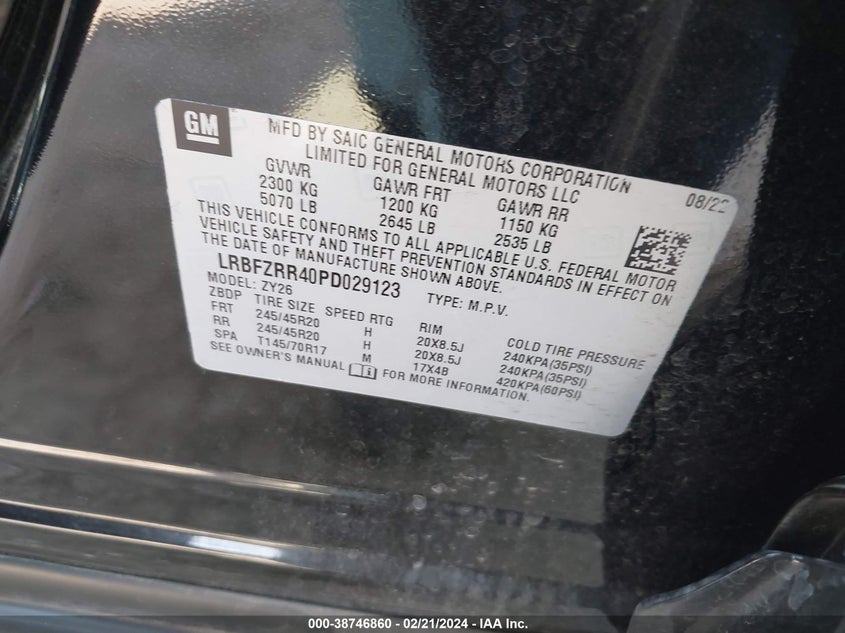 GM
MFD BY SAIC GENERAL MOTORS CORPORATION
LIMITED FOR GENERAL MOTORS LLC
08/22
GVWR GAWR FRT GAWR RR
2300 KG 1200 KG 1150 KG
5070 LB 2645 LB 2535 LB
THIS VEHICLE CONFORMS TO ALL APPLICABLE U.S. FEDERAL MOTOR
VEHICLE SAFETY AND THEFT PREVENTION STANDARDS IN EFFECT ON
THE DATE OF MANUFACTURE SHOWN ABOVE.
LRBFZRR40PD029123 TYPE: M.P.V.
MODEL: ZY26
ZBDP TIRE SIZE SPEED RTG RIM COLD TIRE PRESSURE
FRT 245/45R20 H 20X8.5J 240KPA(35PSI)
RR 245/45R20 H 20X8.5J 240KPA(35PSI)
SPA T145/70R17 M 17X4B 420KPA(60PSI)
SEE OWNER'S MANUAL FOR MORE INFORMATION.
000-38746860 - 02/21/2024 - IAA Inc.